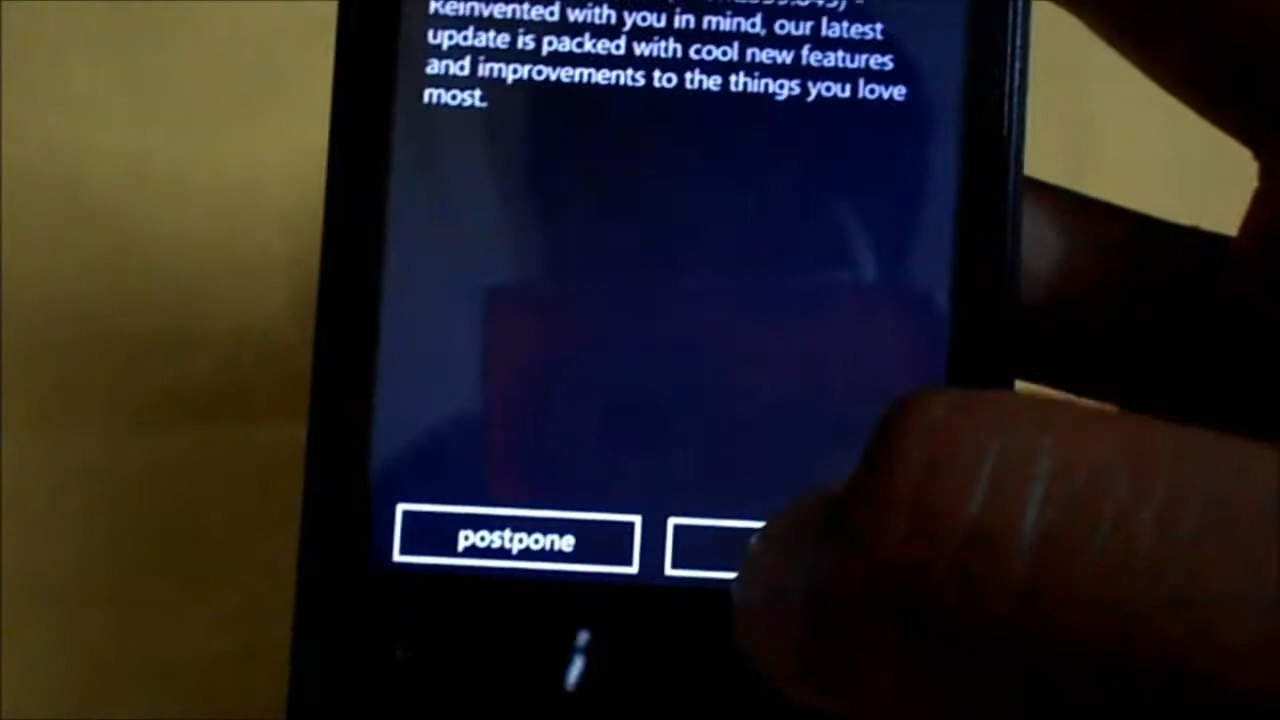 Reinvented with you in mind, our latest
update is packed with cool new features
and improvements to the things you love
most.
postpone